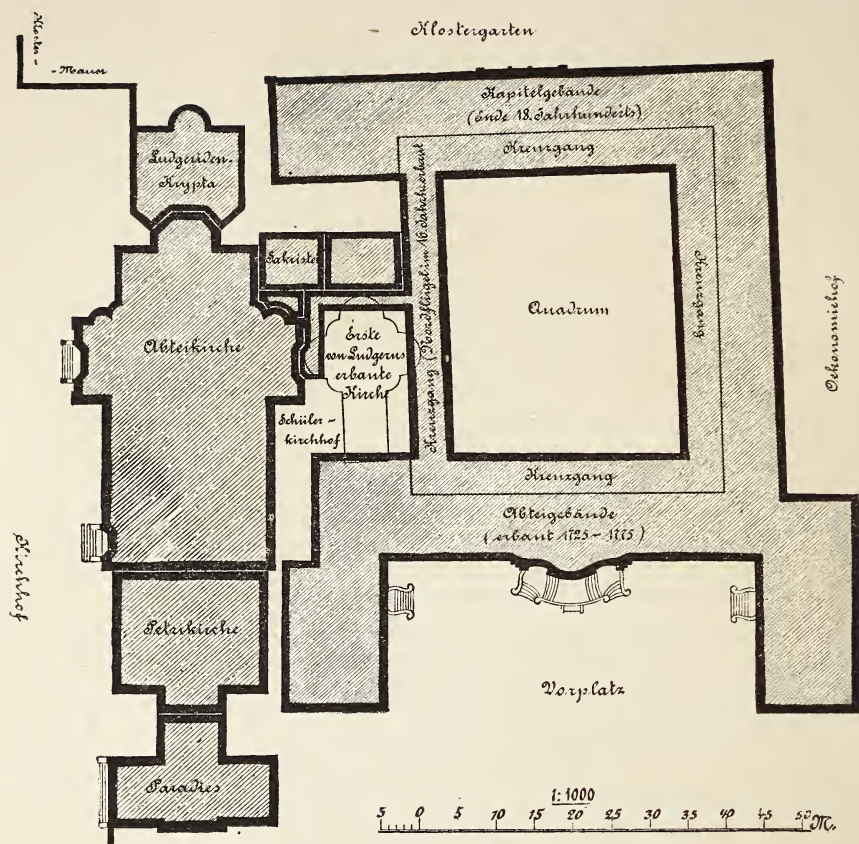 Klostergarten
Kloster-
-Mauer
Kapitelgebäude
(Ende 18. Jahrhunderts)
Kreuzgang
Ludgeriden-
Krypta
Kreuzgang (Nordflügel im 16. Jahrh. erbaut
Sakristei
Kreuzgang
Quadrum
Oekonomiehof
Abteikirche
Erste
von Ludgerus
erbaute
Kirche
Schüler-
kirchhof
Kreuzgang
Abteigebäude
(erbaut 1725-1775)
Kirchhof
Petrikirche
Vorplatz
Paradies
1:1000
5 0 5 10 15 20 25 30 35 40 45 50 M.